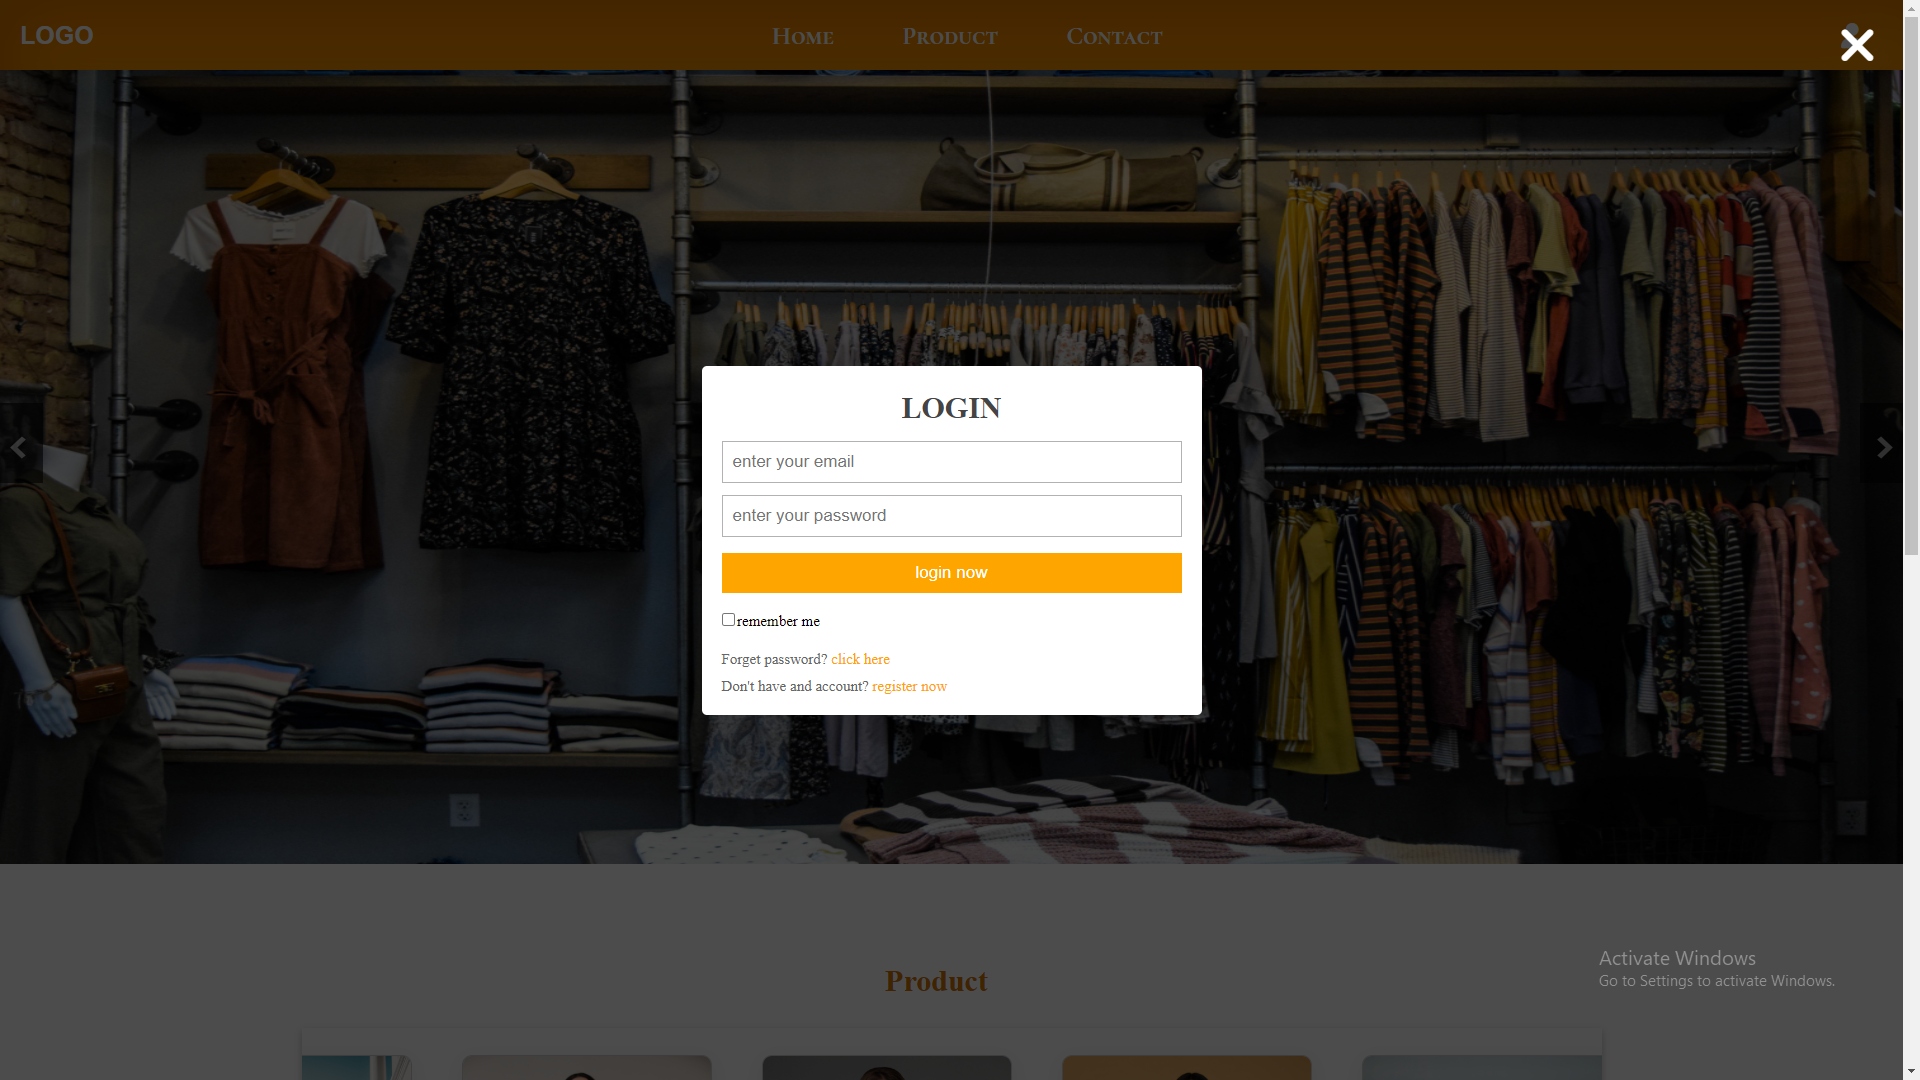 LOGO
Home Product Contact
LOGIN
enter your email
enter your password
login now
remember me
Forget password? click here
Don't have and account? register now
Product
Activate Windows
Go to Settings to activate Windows.